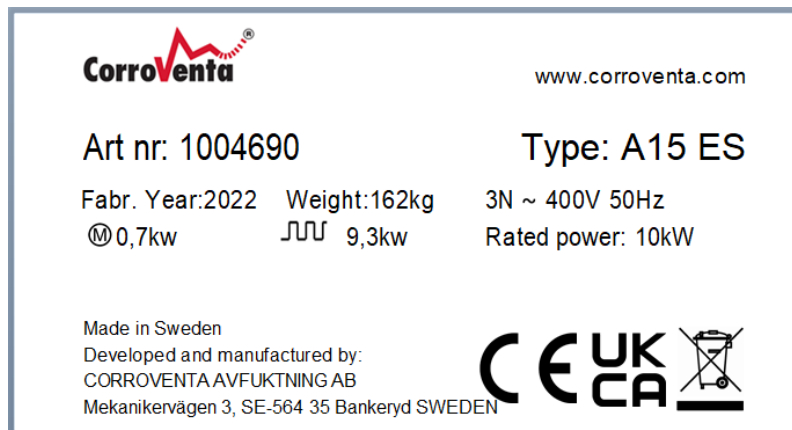 CorroVenta®
www.corroventa.com
Art nr: 1004690 Type: A15 ES
Fabr. Year:2022 Weight:162kg 3N ~ 400V 50Hz
Ⓜ 0,7kw 9,3kw Rated power: 10kW
Made in Sweden
Developed and manufactured by:
CORROVENTA AVFUKTNING AB
Mekanikervägen 3, SE-564 35 Bankeryd SWEDEN
CE UK
CA